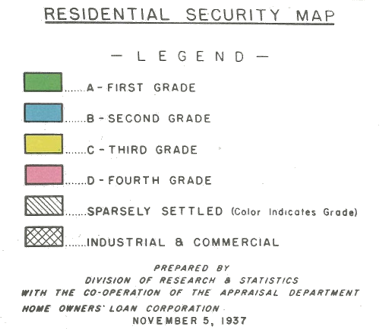 RESIDENTIAL SECURITY MAP
— LEGEND —
A - FIRST GRADE
B - SECOND GRADE
C - THIRD GRADE
D - FOURTH GRADE
SPARSELY SETTLED (Color Indicates Grade)
INDUSTRIAL & COMMERCIAL
PREPARED BY
DIVISION OF RESEARCH & STATISTICS
WITH THE CO-OPERATION OF THE APPRAISAL DEPARTMENT
HOME OWNERS' LOAN CORPORATION
NOVEMBER 5, 1937